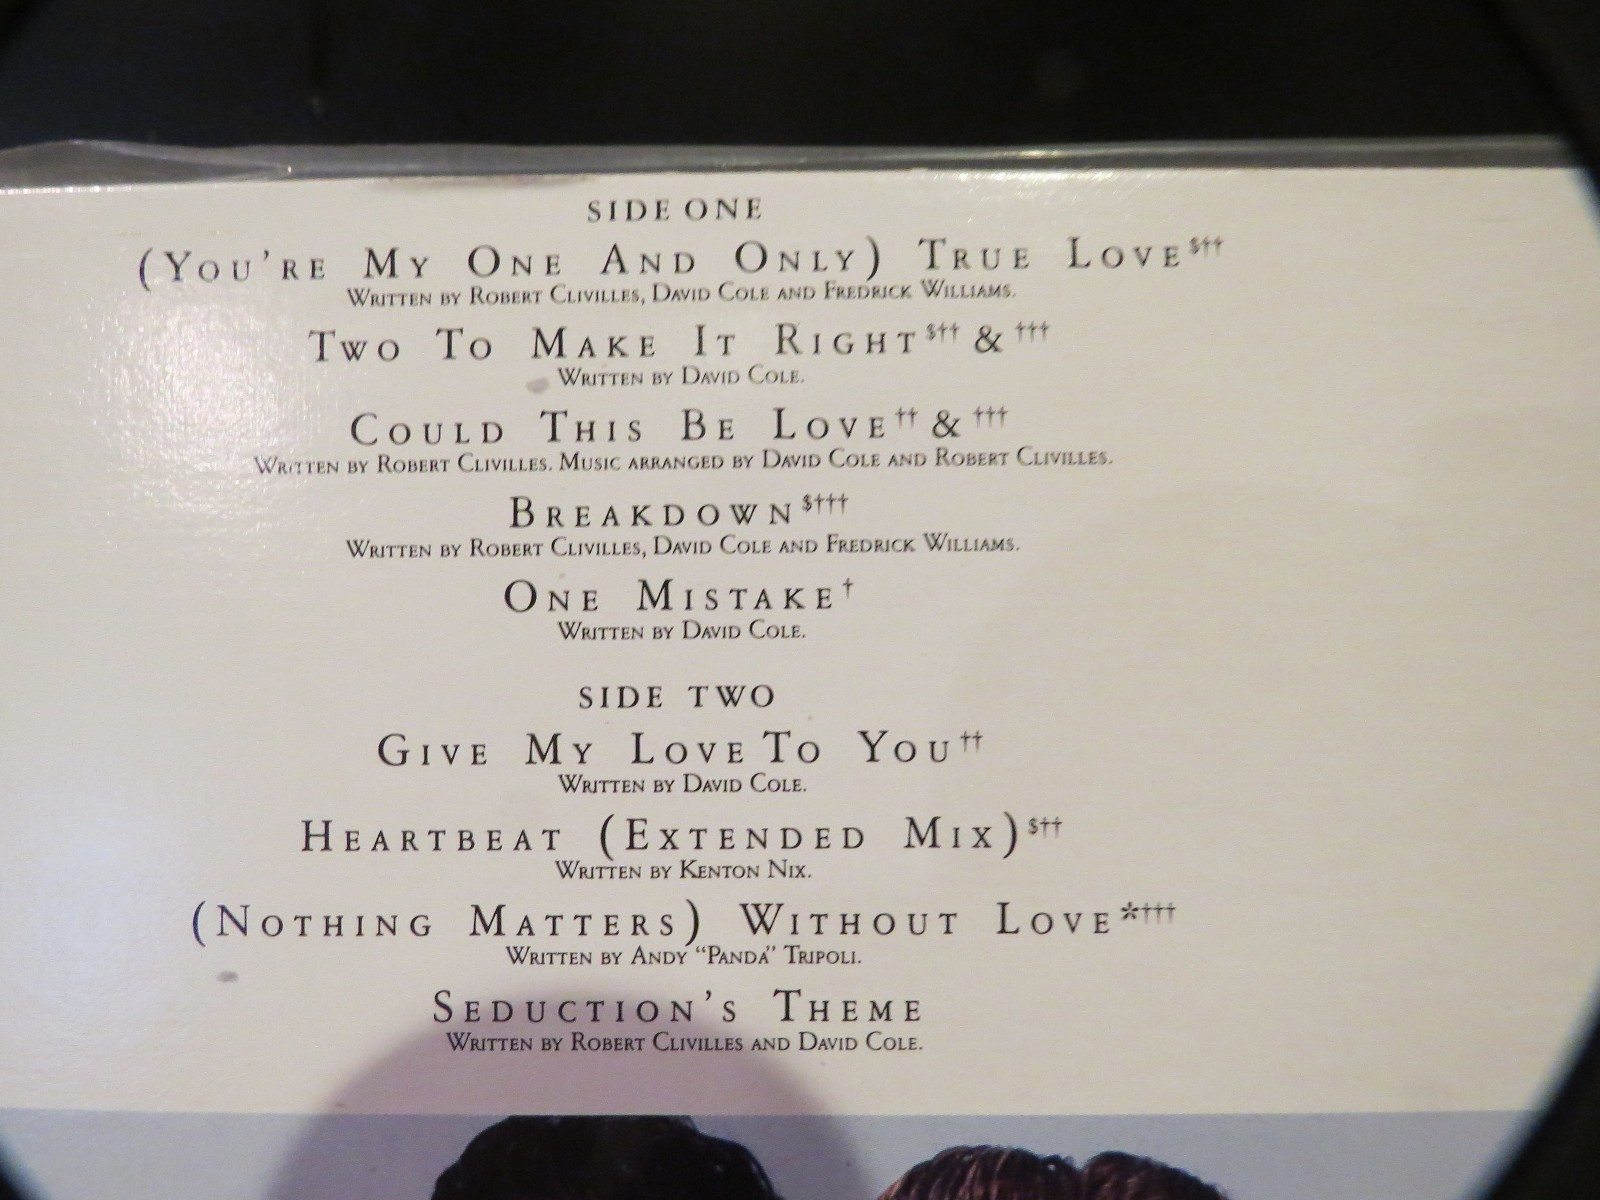 SIDE ONE
(YOU'RE MY ONE AND ONLY) TRUE LOVE$††
WRITTEN BY ROBERT CLIVILLES, DAVID COLE AND FREDRICK WILLIAMS.
TWO TO MAKE IT RIGHT$†† & †††
WRITTEN BY DAVID COLE.
COULD THIS BE LOVE†† & †††
WRITTEN BY ROBERT CLIVILLES. MUSIC ARRANGED BY DAVID COLE AND ROBERT CLIVILLES.
BREAKDOWN$†††
WRITTEN BY ROBERT CLIVILLES, DAVID COLE AND FREDRICK WILLIAMS.
ONE MISTAKE†
WRITTEN BY DAVID COLE.
SIDE TWO
GIVE MY LOVE TO YOU††
WRITTEN BY DAVID COLE.
HEARTBEAT (EXTENDED MIX)$††
WRITTEN BY KENTON NIX.
(NOTHING MATTERS) WITHOUT LOVE*†††
WRITTEN BY ANDY "PANDA" TRIPOLI.
SEDUCTION'S THEME
WRITTEN BY ROBERT CLIVILLES AND DAVID COLE.